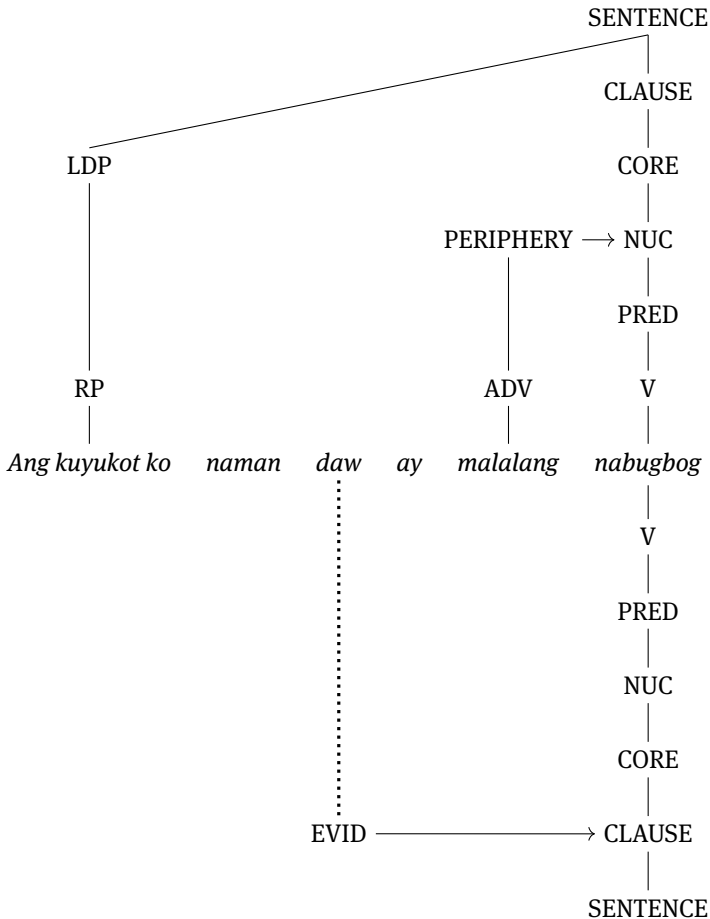 SENTENCE
CLAUSE
LDP CORE
PERIPHERY NUC
PRED
RP ADV V
Ang kuyukot ko naman daw ay malalang nabugbog
V
PRED
NUC
CORE
EVID CLAUSE
SENTENCE